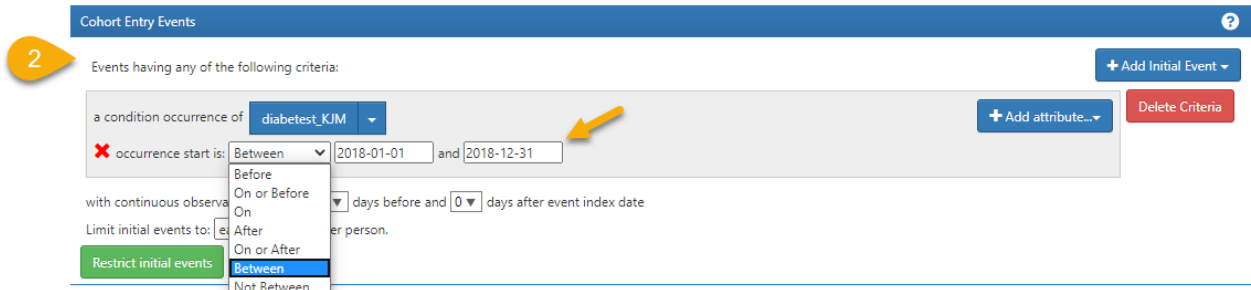 Cohort Entry Events ?
2
Events having any of the following criteria:
+ Add Initial Event
a condition occurrence of diabetest_KJM
+ Add attribute...
Delete Criteria
occurrence start is: Between 2018-01-01 and 2018-12-31
Before
On or Before
On
After
On or After
Between
Not Between
with continuous observa days before and 0 days after event index date
Limit initial events to: er person.
Restrict initial events